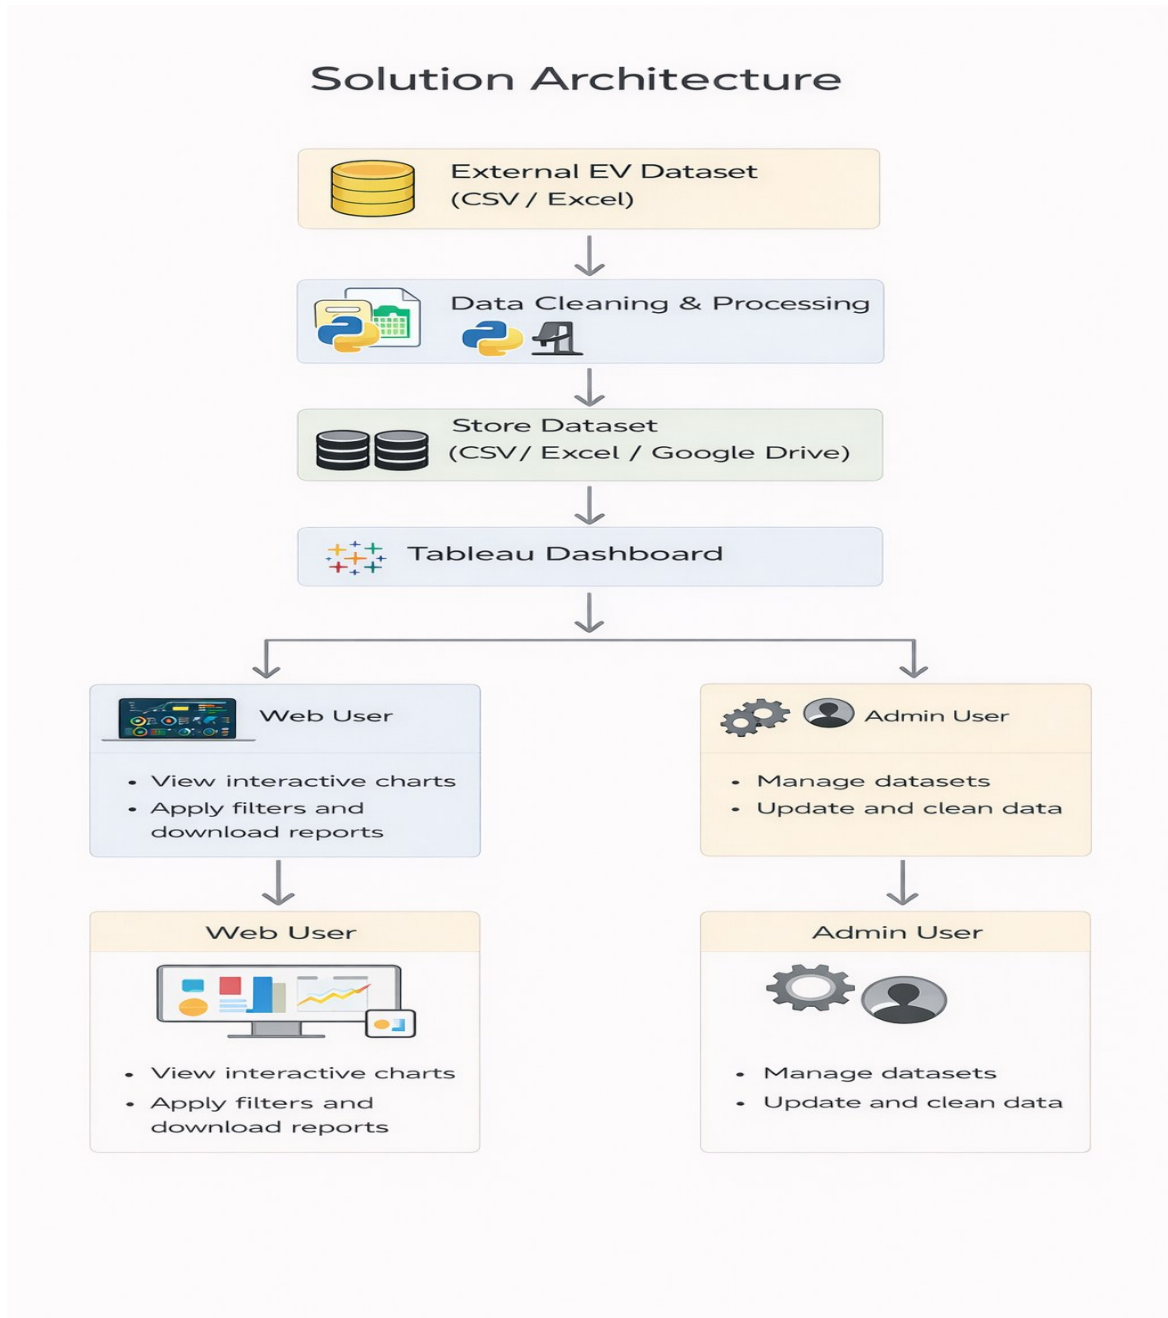 Solution Architecture
External EV Dataset
(CSV / Excel)
Data Cleaning & Processing
Store Dataset
(CSV/ Excel / Google Drive)
Tableau Dashboard
Web User
• View interactive charts
• Apply filters and
download reports
Admin User
• Manage datasets
• Update and clean data
Web User
• View interactive charts
• Apply filters and
download reports
Admin User
• Manage datasets
• Update and clean data